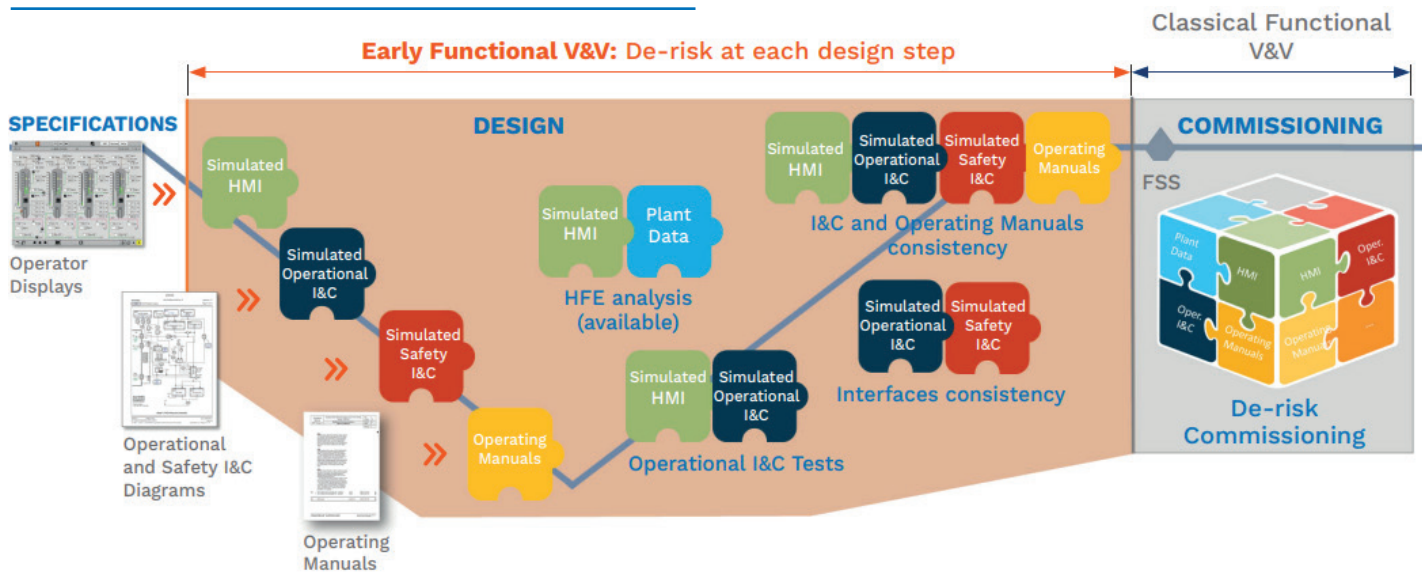 Early Functional V&V: De-risk at each design step
Classical Functional
V&V
SPECIFICATIONS
DESIGN
COMMISSIONING
Operator
Displays
Operational
and Safety I&C
Diagrams
Operating
Manuals
Simulated
HMI
Simulated
Operational
I&C
Simulated
Safety
I&C
Operating
Manuals
Simulated
HMI
Plant
Data
HFE analysis
(available)
Simulated
HMI
Simulated
Operational
I&C
Operational I&C Tests
Simulated
Operational
I&C
Simulated
Safety
I&C
Interfaces consistency
Simulated
HMI
Simulated
Operational
I&C
Simulated
Safety
I&C
Operating
Manuals
I&C and Operating Manuals
consistency
FSS
Plant
Data
HMI
HMI
Oper.
I&C
Oper.
I&C
Operating
Manuals
Operating
Manuals
...
De-risk
Commissioning